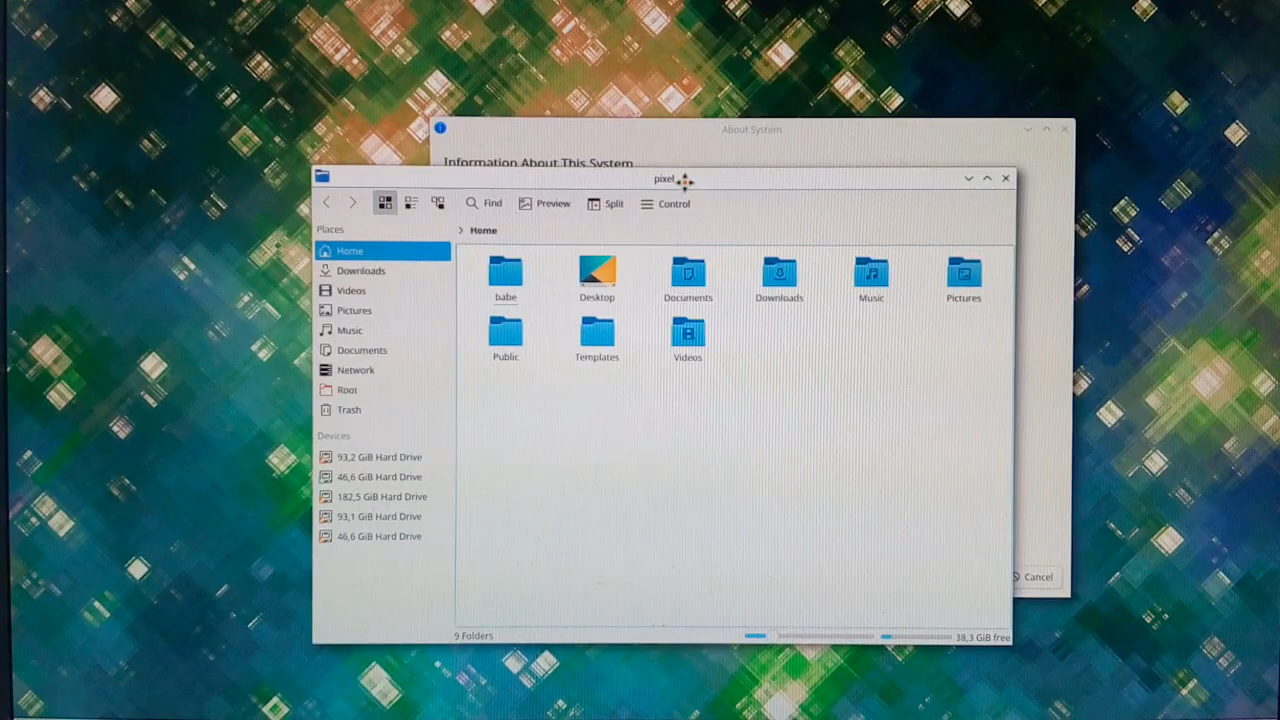 About System
Information About This System
pixel
Find Preview Split Control
Places
Home
Home
Downloads
Videos
Pictures
Music
Documents
Network
Root
Trash
Devices
93,2 GiB Hard Drive
46,6 GiB Hard Drive
182,5 GiB Hard Drive
93,1 GiB Hard Drive
46,6 GiB Hard Drive
babe Desktop Documents Downloads Music Pictures
Public Templates Videos
Cancel
9 Folders
38,3 GiB free